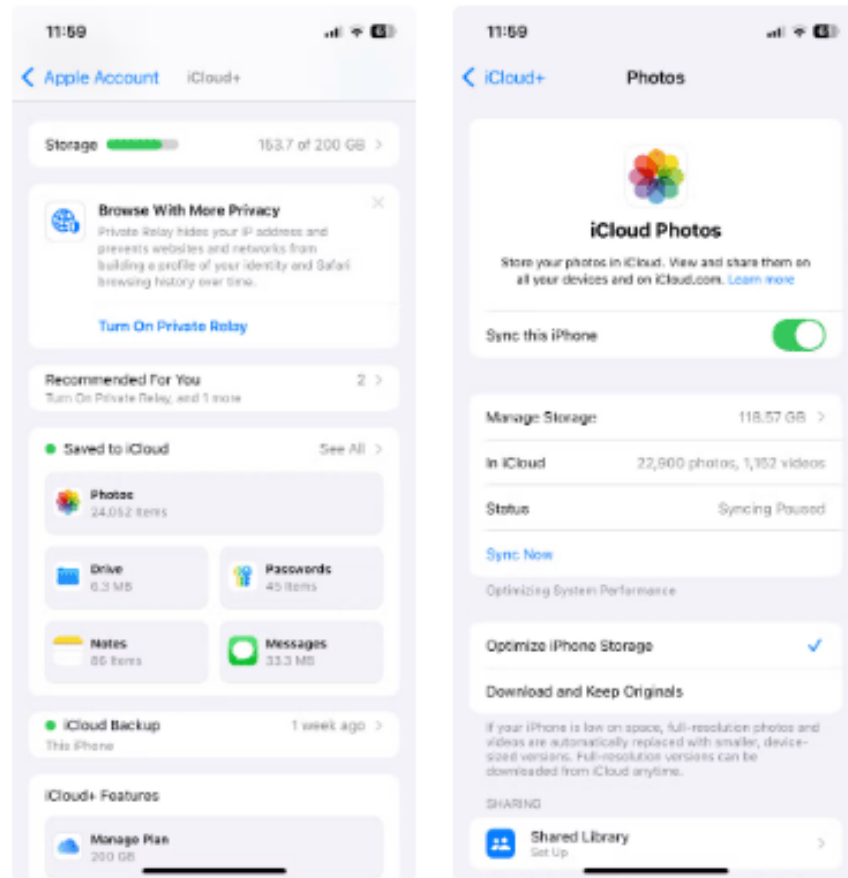 11:59
Apple Account
iCloud+
Storage
153.7 of 200 GB
Browse With More Privacy
Private Relay hides your IP address and
prevents websites and networks from
building a profile of your identity and Safari
browsing history over time.
Turn On Private Relay
Recommended For You
2
Turn On Private Relay, and 1 more
Saved to iCloud
See All
Photos
24,052 items
Drive
6.3 MB
Passwords
45 items
Notes
86 items
Messages
33.3 MB
iCloud Backup
1 week ago
This iPhone
iCloud+ Features
Manage Plan
200 GB
11:59
iCloud+
Photos
iCloud Photos
Store your photos in iCloud. View and share them on
all your devices and on iCloud.com. Learn more
Sync this iPhone
Manage Storage
118.57 GB
In iCloud
22,900 photos, 1,152 videos
Status
Syncing Paused
Sync Now
Optimizing System Performance
Optimize iPhone Storage
Download and Keep Originals
If your iPhone is low on space, full-resolution photos and
videos are automatically replaced with smaller, device-
sized versions. Full-resolution versions can be
downloaded from iCloud anytime.
SHARING
Shared Library
Set Up